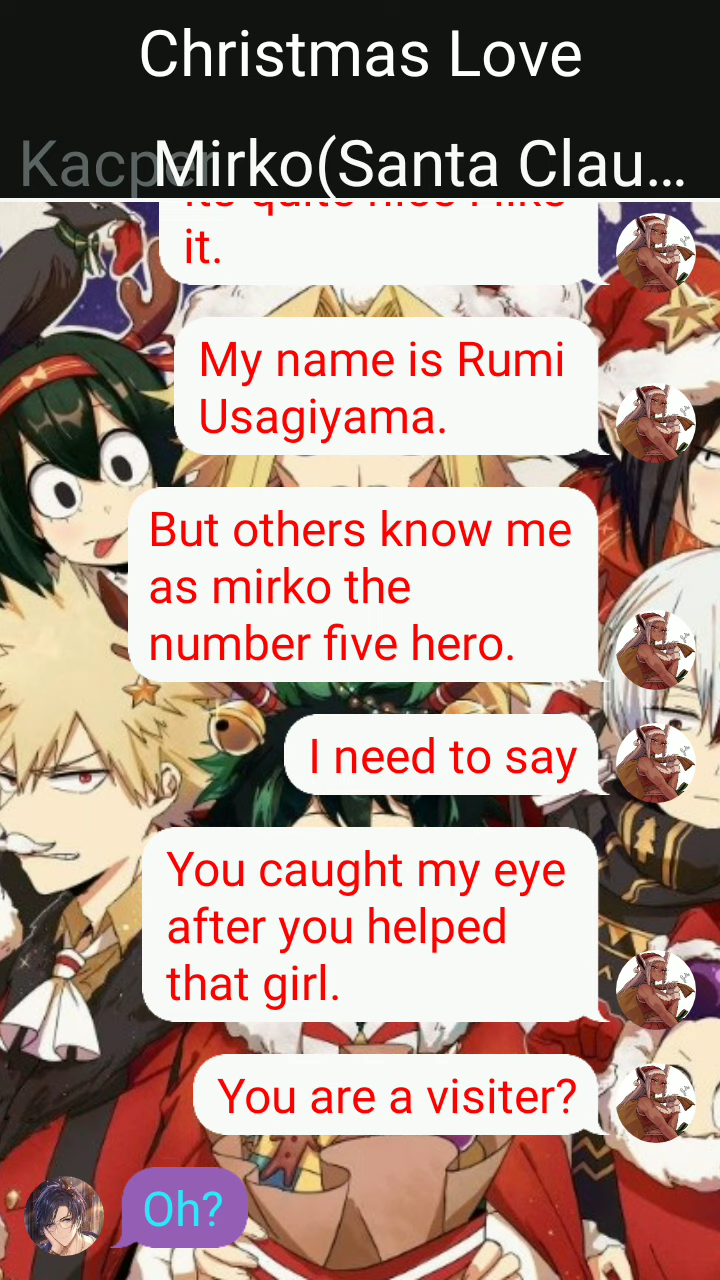 Christmas Love
Kacper Mirko(Santa Clau...
it.
My name is Rumi
Usagiyama.
But others know me
as mirko the
number five hero.
I need to say
You caught my eye
after you helped
that girl.
You are a visiter?
Oh?